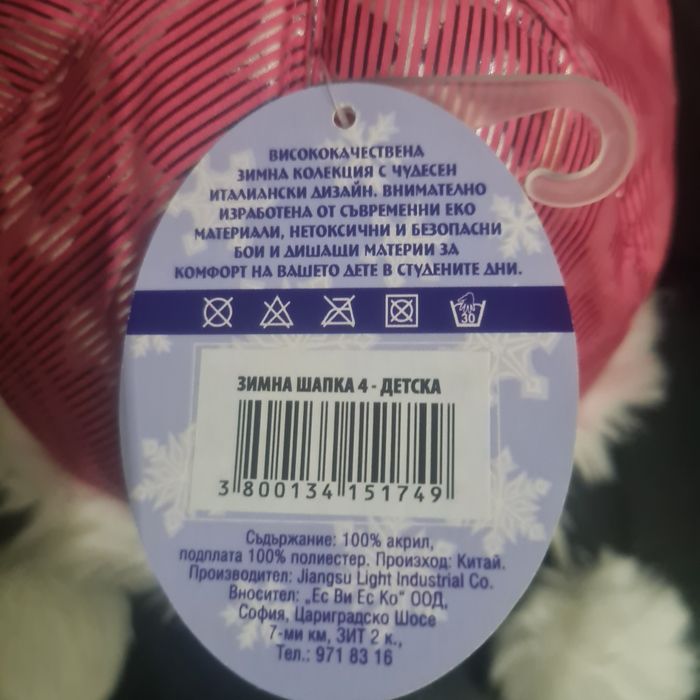 ВИСОКОКАЧЕСТВЕНА
ЗИМНА КОЛЕКЦИЯ С ЧУДЕСЕН
ИТАЛИАНСКИ ДИЗАЙН. ВНИМАТЕЛНО
ИЗРАБОТЕНА ОТ СЪВРЕМЕННИ ЕКО
МАТЕРИАЛИ, НЕТОКСИЧНИ И БЕЗОПАСНИ
БОИ И ДИШАЩИ МАТЕРИИ ЗА
КОМФОРТ НА ВАШЕТО ДЕТЕ В СТУДЕНИТЕ ДНИ.
30
ЗИМНА ШАПКА 4 - ДЕТСКА
3 800134 151749
Съдържание: 100% акрил,
подплата 100% полиестер. Произход: Китай.
Производител: Jiangsu Light Industrial Co.
Вносител: „Ес Ви Ес Ко“ ООД,
София, Цариградско Шосе
7-ми км, ЗИТ 2 к.,
Тел.: 971 83 16